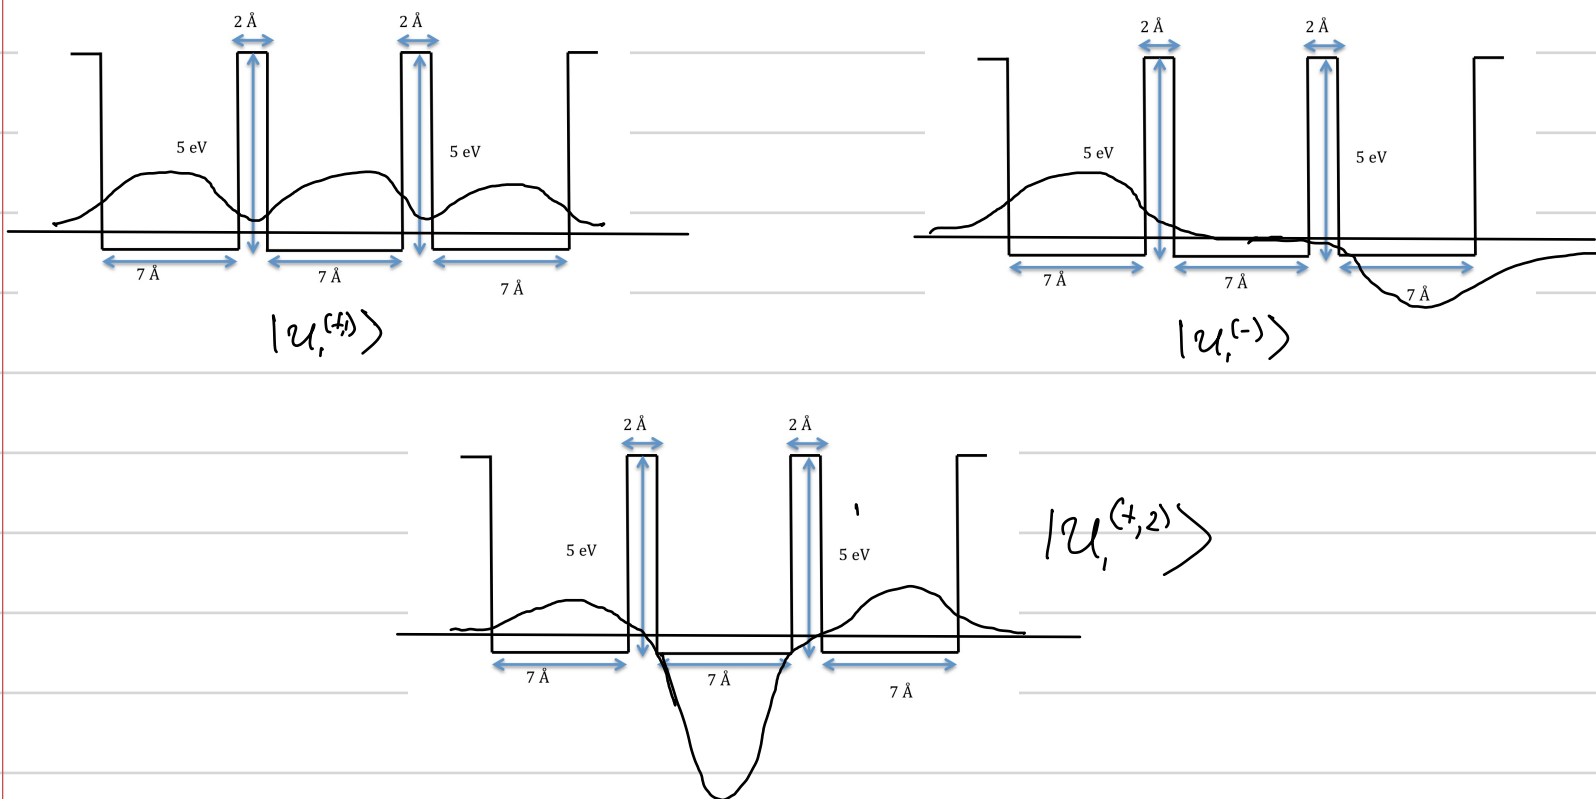 2 Å 2 Å
5 eV 5 eV
7 Å 7 Å 7 Å
|u₁⁽⁺'¹⁾⟩
2 Å 2 Å
5 eV 5 eV
7 Å 7 Å 7 Å
|u₁⁽⁻⁾⟩
2 Å 2 Å
5 eV 5 eV
7 Å 7 Å 7 Å
|u₁⁽⁺'²⁾⟩